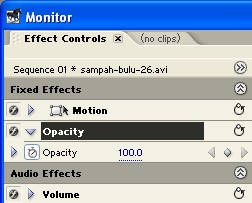 Monitor
Effect Controls (no clips)
Sequence 01 * sampah-bulu-26.avi
Fixed Effects
Motion
Opacity
Opacity 100.0
Audio Effects
Volume